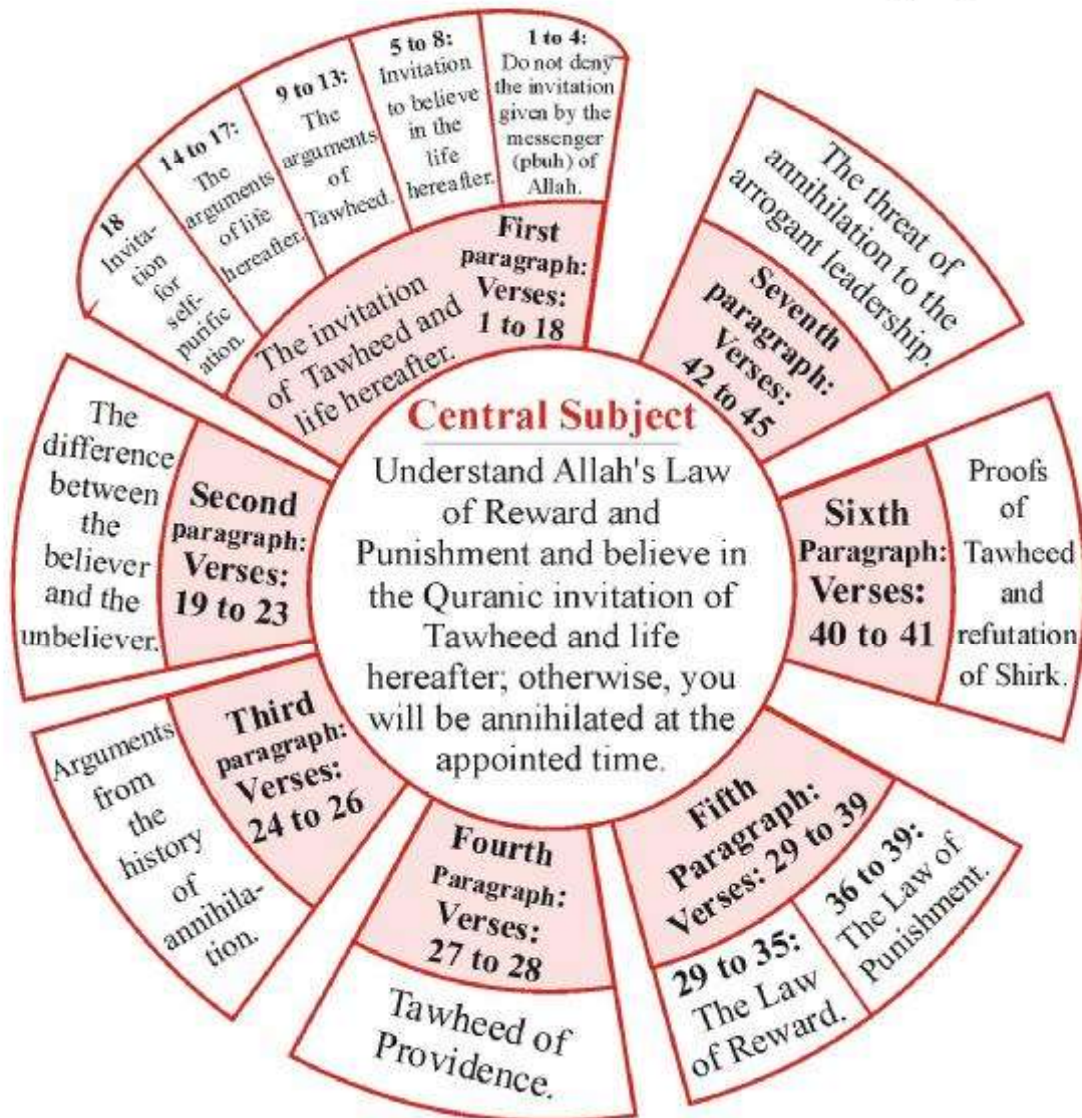 Central Subject
Understand Allah's Law
of Reward and
Punishment and believe in
the Quranic invitation of
Tawheed and life
hereafter; otherwise, you
will be annihilated at the
appointed time.
First
paragraph:
Verses:
1 to 18
The invitation
of Tawheed and
life hereafter.
1 to 4:
Do not deny
the invitation
given by the
messenger
(pbuh) of
Allah.
5 to 8:
Invitation
to believe
in the
life
hereafter.
9 to 13:
The
arguments
of
Tawheed.
14 to 17:
The
arguments
of life
hereafter.
18
Invita-
tion
for
self-
purific
ation.
Second
paragraph:
Verses:
19 to 23
The
difference
between
the
believer
and the
unbeliever.
Third
paragraph:
Verses:
24 to 26
Arguments
from
the
history
of
annihila-
tion.
Fourth
Paragraph:
Verses:
27 to 28
Tawheed of
Providence.
Fifth
Paragraph:
Verses: 29 to 39
29 to 35:
The Law
of Reward.
36 to 39:
The Law of
Punishment.
Sixth
Paragraph:
Verses:
40 to 41
Proofs
of
Tawheed
and
refutation
of Shirk.
Seventh
paragraph:
Verses:
42 to 45
The threat of
annihilation to the
arrogant leadership.